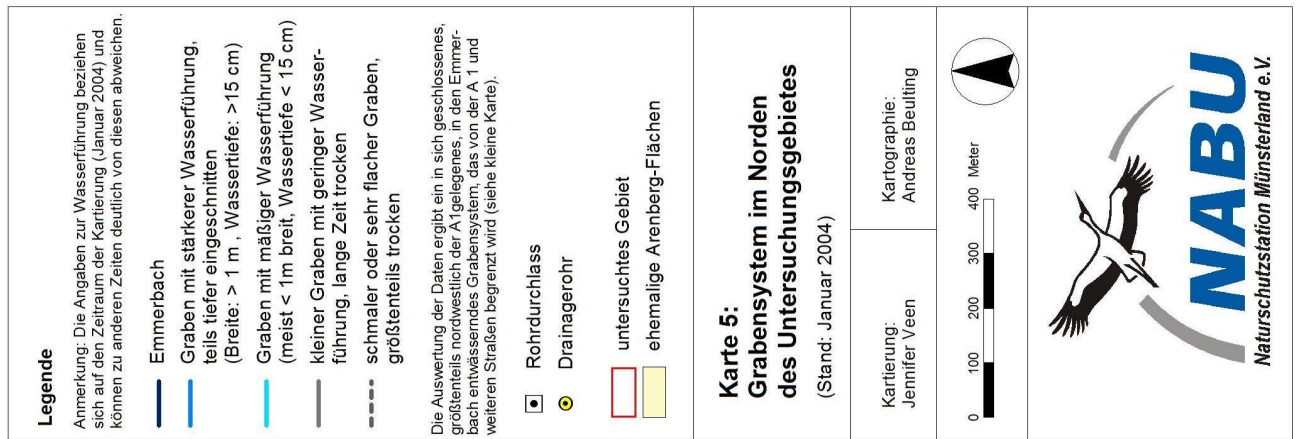 Legende
Anmerkung: Die Angaben zur Wasserführung beziehen
sich auf den Zeitraum der Kartierung (Januar 2004) und
können zu anderen Zeiten deutlich von diesen abweichen.
Emmerbach
Graben mit stärkerer Wasserführung,
teils tiefer eingeschnitten
(Breite: > 1 m , Wassertiefe: >15 cm)
Graben mit mäßiger Wasserführung
(meist < 1m breit, Wassertiefe < 15 cm)
kleiner Graben mit geringer Wasser-
führung, lange Zeit trocken
schmaler oder sehr flacher Graben,
größtenteils trocken
Die Auswertung der Daten ergibt ein in sich geschlossenes,
größtenteils nordwestlich der A1gelegenes, in den Emmer-
bach entwässerndes Grabensystem, das von der A 1 und
weiteren Straßen begrenzt wird (siehe kleine Karte).
Rohrdurchlass
Drainagerohr
untersuchtes Gebiet
ehemalige Arenberg-Flächen
Karte 5:
Grabensystem im Norden
des Untersuchungsgebietes
(Stand: Januar 2004)
Kartierung:
Jennifer Veen
Kartographie:
Andreas Beulting
0 100 200 300 400 Meter
NABU
Naturschutzstation Münsterland e.V.